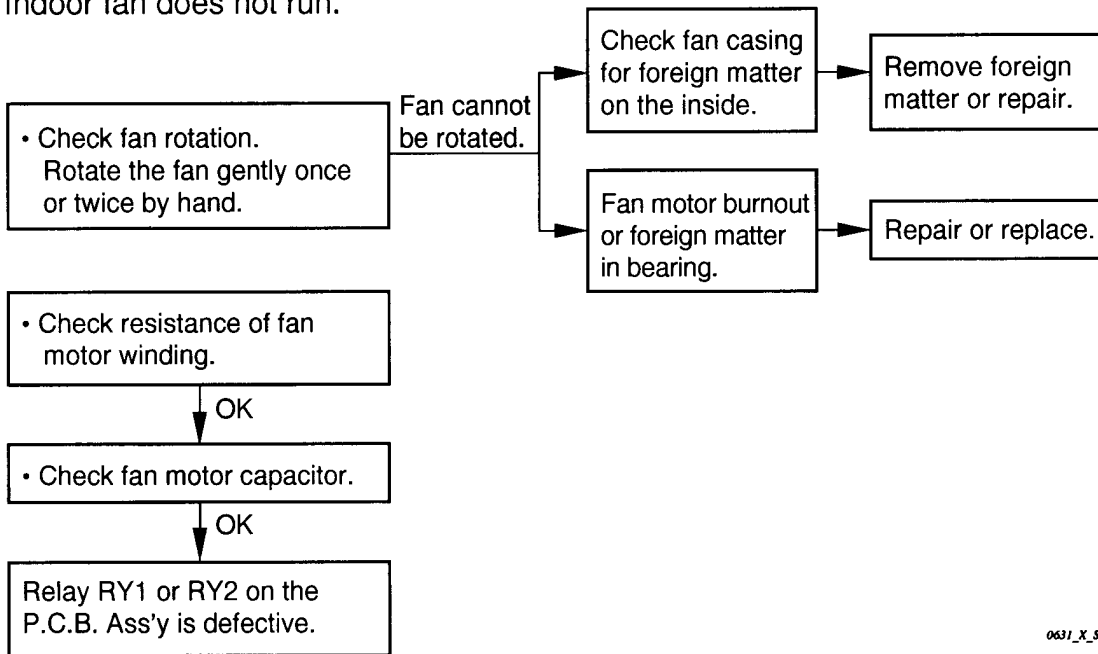 Indoor fan does not run.
• Check fan rotation.
Rotate the fan gently once
or twice by hand.
Fan cannot
be rotated.
Check fan casing
for foreign matter
on the inside.
Remove foreign
matter or repair.
Fan motor burnout
or foreign matter
in bearing.
Repair or replace.
• Check resistance of fan
motor winding.
OK
• Check fan motor capacitor.
OK
Relay RY1 or RY2 on the
P.C.B. Ass'y is defective.
0631_X_S